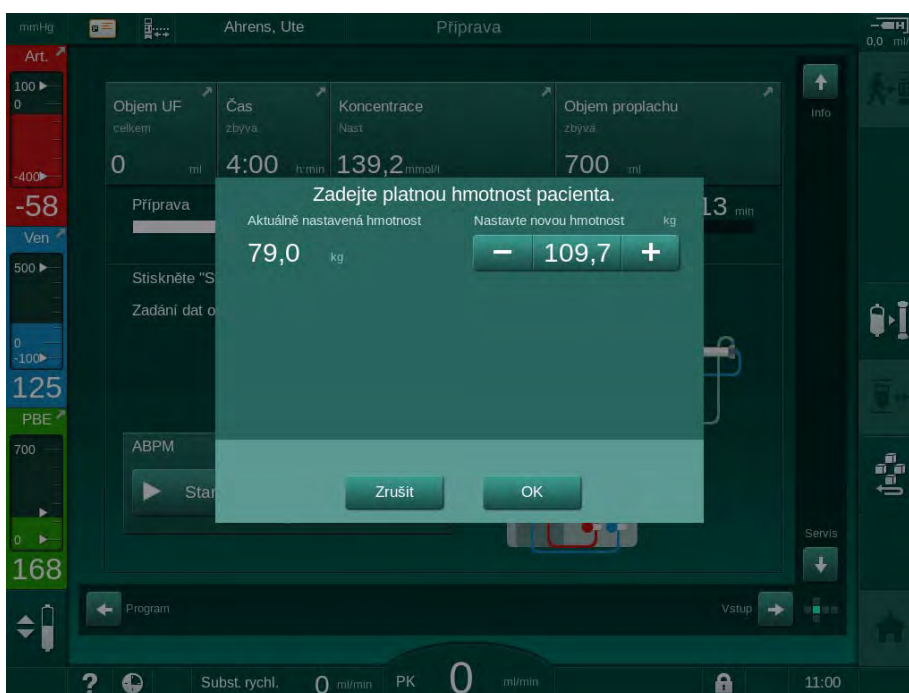 mmHg
Ahrens, Ute
Příprava
0,0 ml/
Art.
100
0
-400
-58
Ven
500
0
-100
125
PBE
700
0
168
Objem UF
celkem
0 ml
Čas
zbývá
4:00 h:min
Koncentrace
Nast
139,2 mmol/l
Objem proplachu
zbývá
700 ml
Info
Příprava
13 min
Stiskněte "S
Zadání dat o
Zadejte platnou hmotnost pacienta.
Aktuálně nastavená hmotnost
79,0 kg
Nastavte novou hmotnost kg
− 109,7 +
ABPM
Star
Zrušit
OK
Servis
Program
Vstup
? Subst. rychl. 0 ml/min PK 0 ml/min 11:00